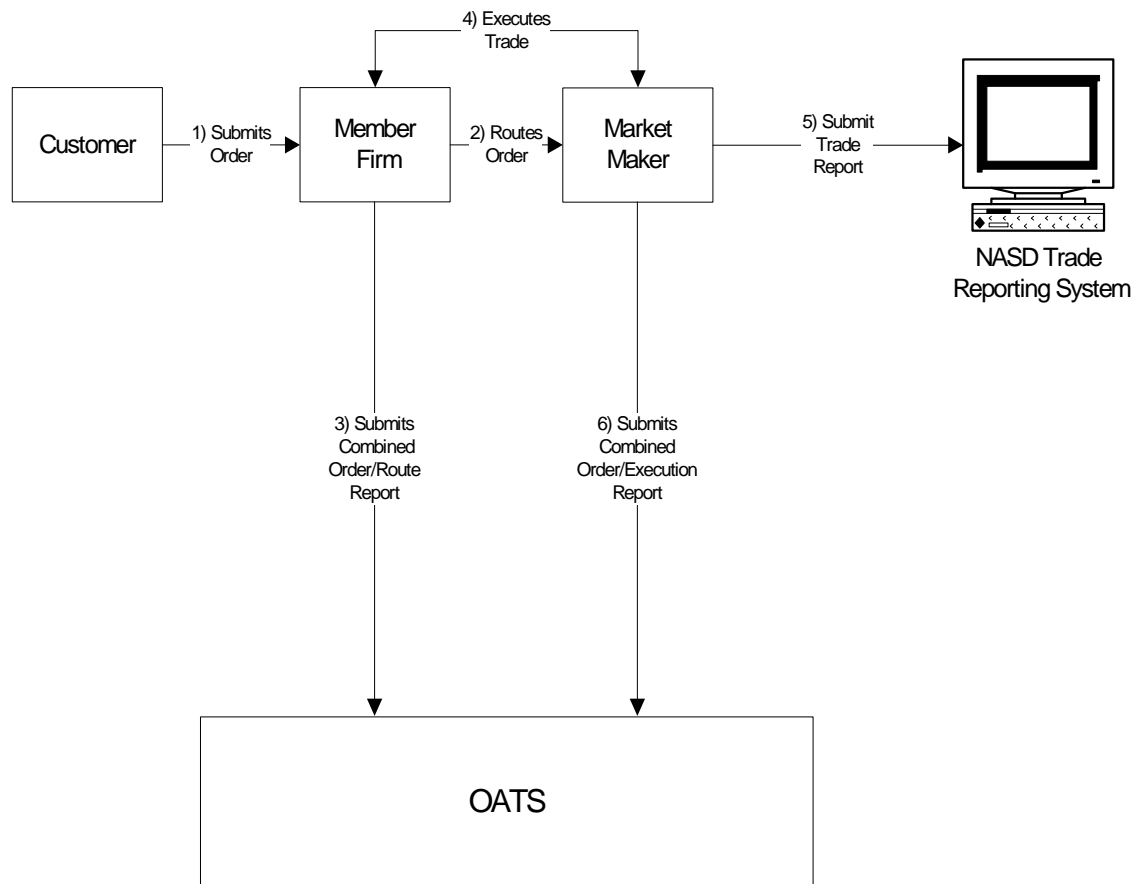 4) Executes
Trade
Customer
1) Submits
Order
Member
Firm
2) Routes
Order
Market
Maker
5) Submit
Trade
Report
NASD Trade
Reporting System
3) Submits
Combined
Order/Route
Report
6) Submits
Combined
Order/Execution
Report
OATS